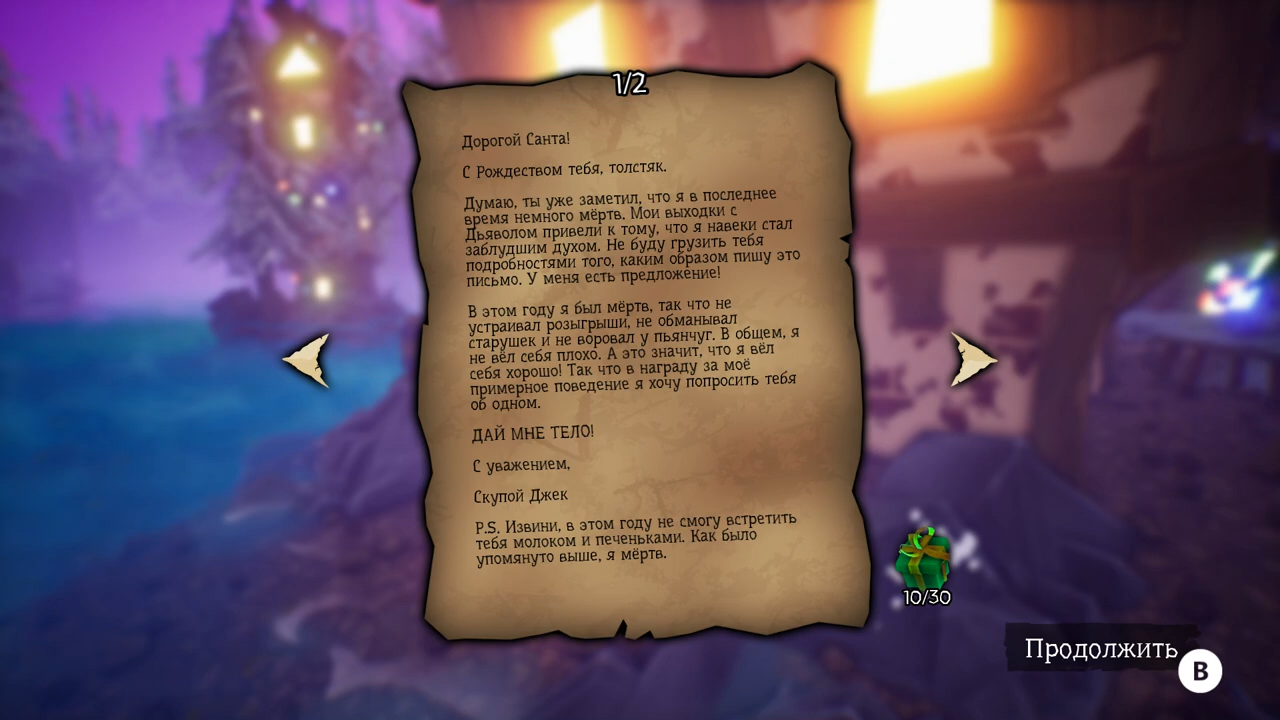 1/2
Дорогой Санта!
С Рождеством тебя, толстяк.
Думаю, ты уже заметил, что я в последнее
время немного мёртв. Мои выходки с
Дьяволом привели к тому, что я навеки стал
заблудшим духом. Не буду грузить тебя
подробностями того, каким образом пишу это
письмо. У меня есть предложение!
В этом году я был мёртв, так что не
устраивал розыгрыши, не обманывал
старушек и не воровал у пьянчуг. В общем, я
не вёл себя плохо. А это значит, что я вёл
себя хорошо! Так что в награду за моё
примерное поведение я хочу попросить тебя
об одном.
ДАЙ МНЕ ТЕЛО!
С уважением,
Скупой Джек
P.S. Извини, в этом году не смогу встретить
тебя молоком и печеньками. Как было
упомянуто выше, я мёртв.
10/30
Продолжить
B